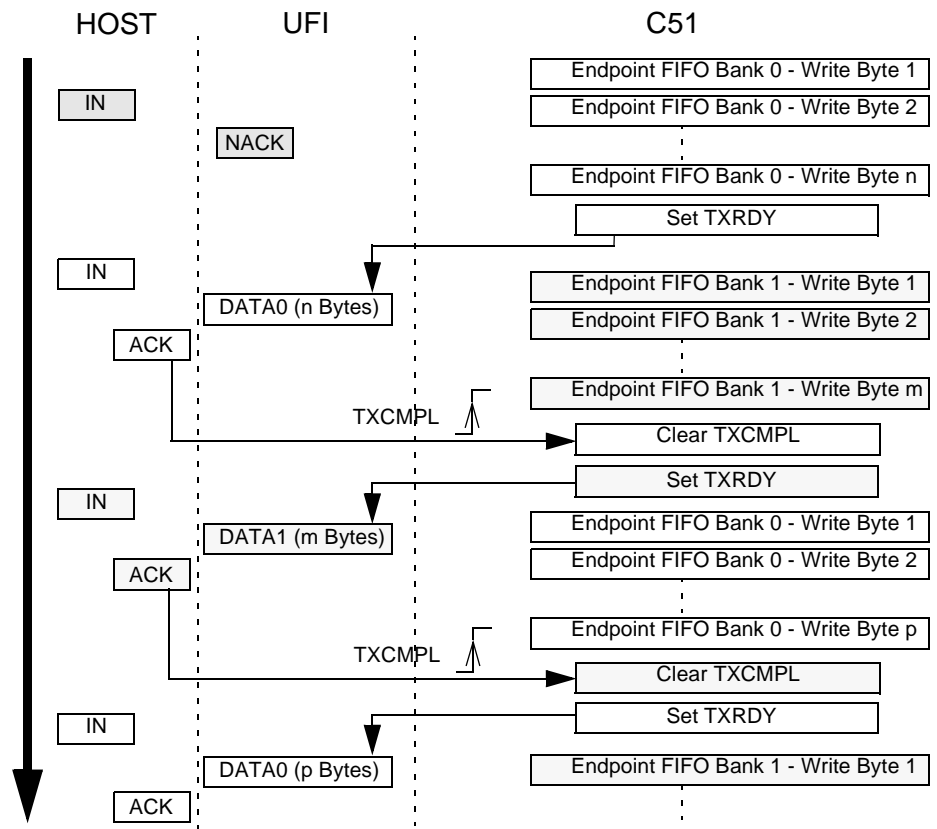 HOST UFI C51
Endpoint FIFO Bank 0 - Write Byte 1
IN
Endpoint FIFO Bank 0 - Write Byte 2
NACK
Endpoint FIFO Bank 0 - Write Byte n
Set TXRDY
IN
Endpoint FIFO Bank 1 - Write Byte 1
DATA0 (n Bytes)
Endpoint FIFO Bank 1 - Write Byte 2
ACK
Endpoint FIFO Bank 1 - Write Byte m
TXCMPL
Clear TXCMPL
Set TXRDY
IN
Endpoint FIFO Bank 0 - Write Byte 1
DATA1 (m Bytes)
Endpoint FIFO Bank 0 - Write Byte 2
ACK
Endpoint FIFO Bank 0 - Write Byte p
TXCMPL
Clear TXCMPL
Set TXRDY
IN
DATA0 (p Bytes)
Endpoint FIFO Bank 1 - Write Byte 1
ACK